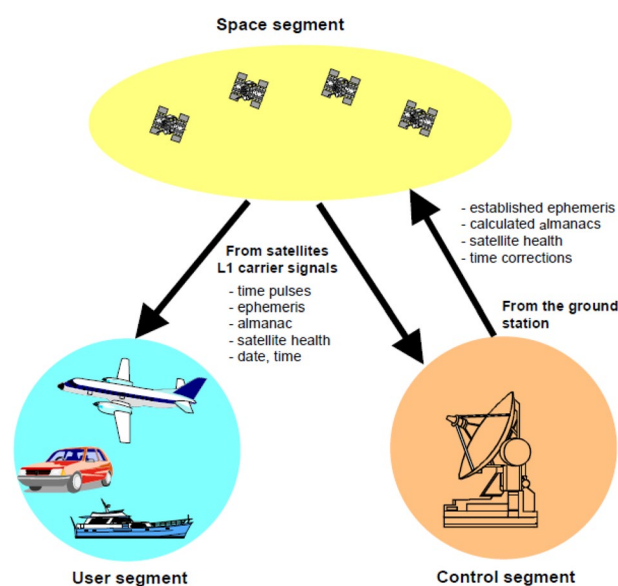 Space segment
- established ephemeris
- calculated almanacs
- satellite health
- time corrections
From satellites
L1 carrier signals
- time pulses
- ephemeris
- almanac
- satellite health
- date, time
From the ground
station
User segment
Control segment